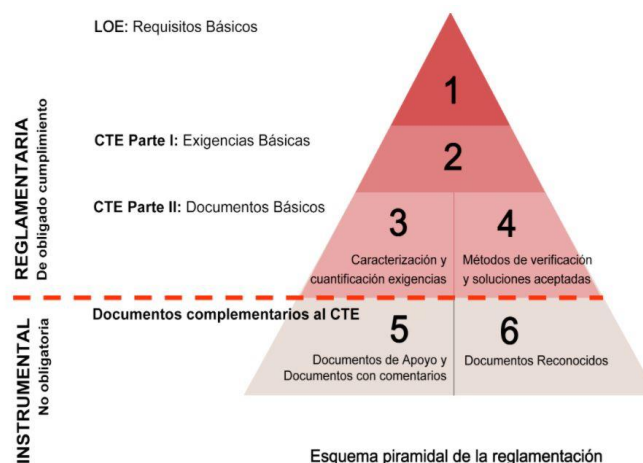 LOE: Requisitos Básicos
1
CTE Parte I: Exigencias Básicas
2
CTE Parte II: Documentos Básicos
3
Caracterización y
cuantificación exigencias
4
Métodos de verificación
y soluciones aceptadas
REGLAMENTARIA
De obligado cumplimiento
Documentos complementarios al CTE
5
Documentos de Apoyo y
Documentos con comentarios
6
Documentos Reconocidos
INSTRUMENTAL
No obligatoria
Esquema piramidal de la reglamentación